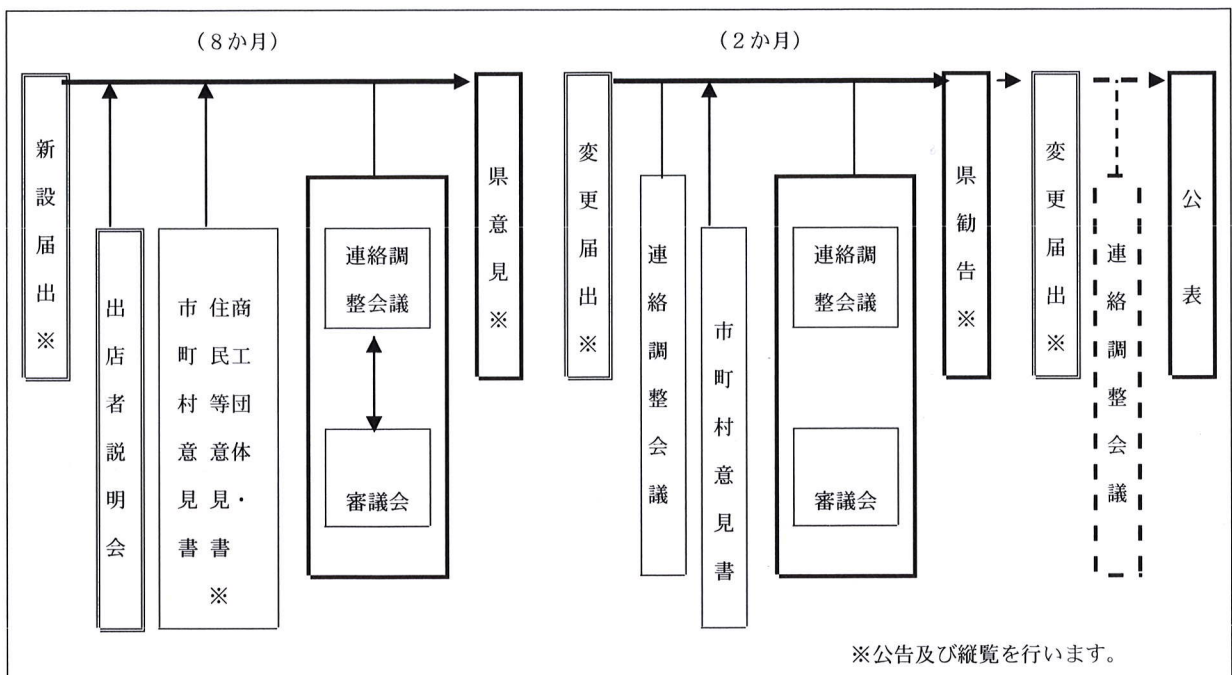 (8か月)
新設届出※
出店者説明会
商工団体・
住民等意見書※
市町村意見書
連絡調
整会議
審議会
県意見※
(2か月)
変更届出※
連絡調整会議
市町村意見書
連絡調
整会議
審議会
県勧告※
変更届出※
連絡調整会議
公表
※公告及び縦覧を行います。